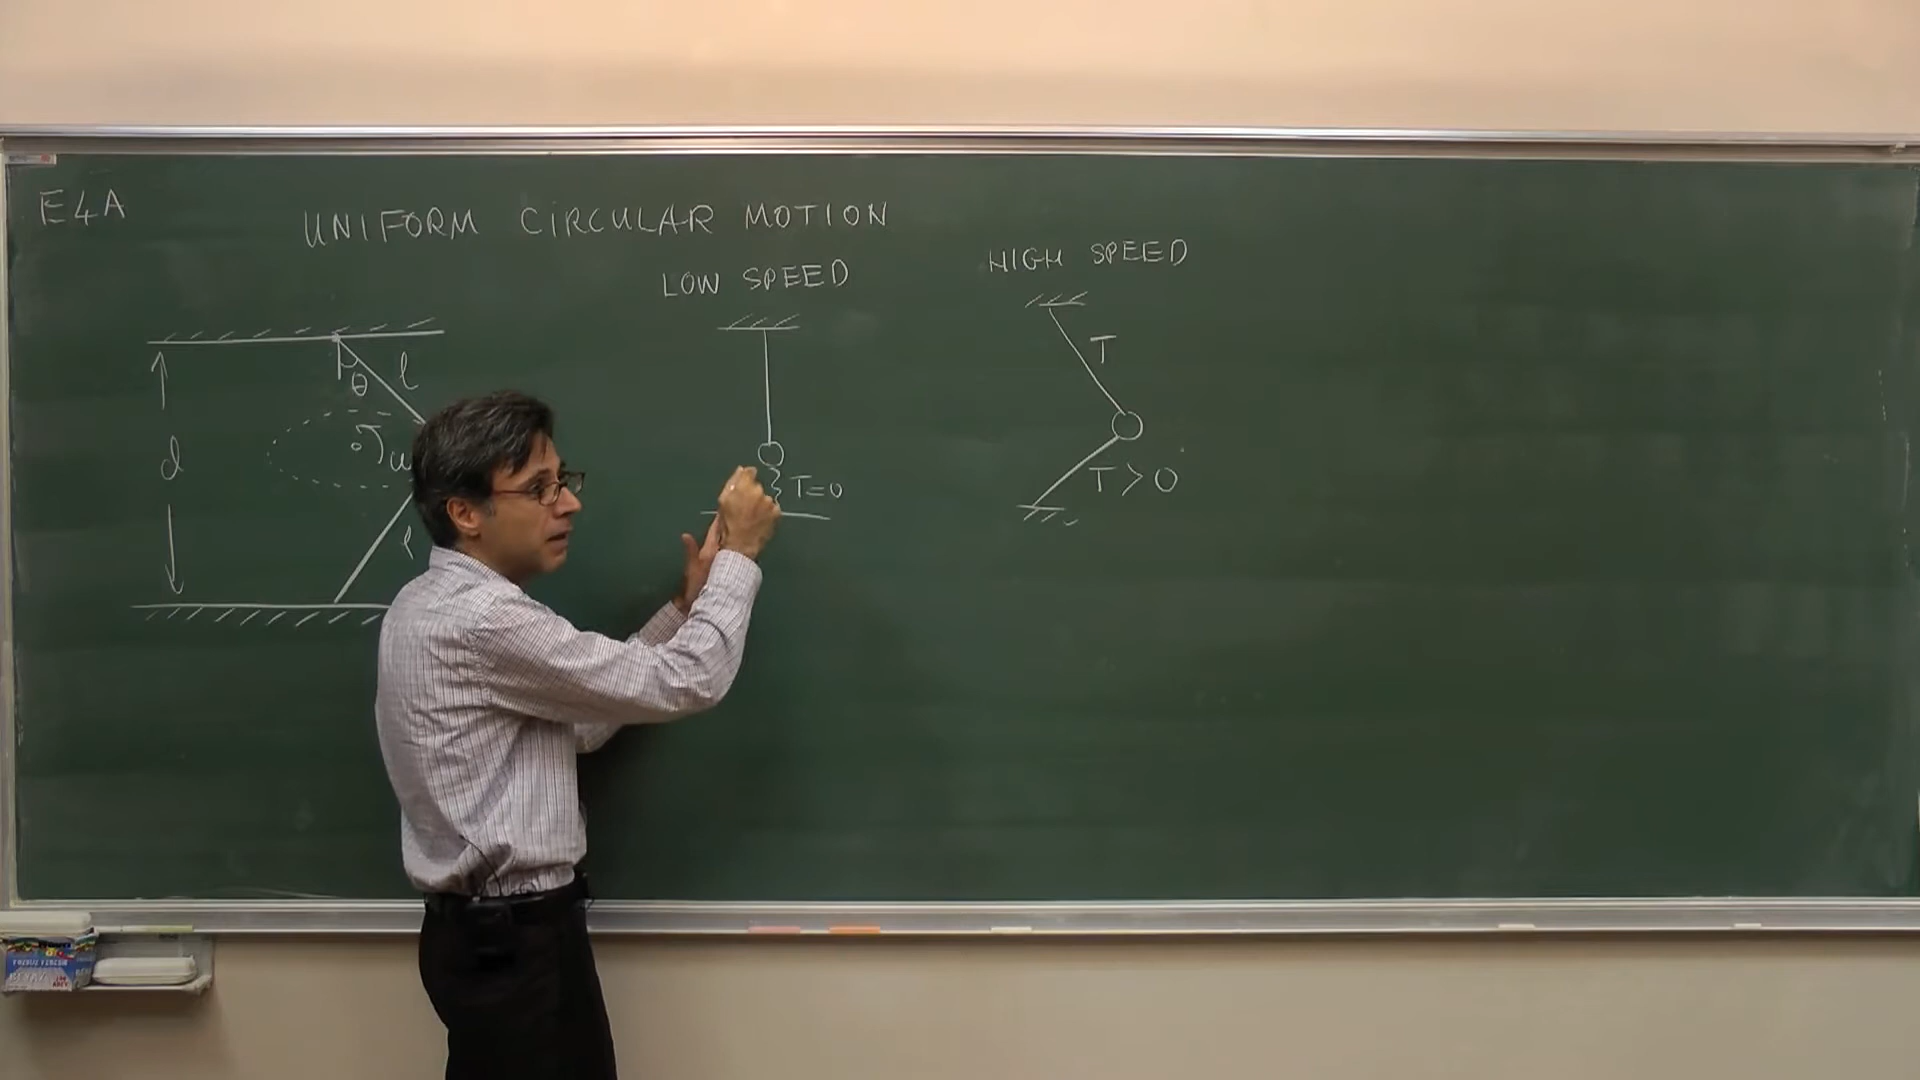 E4A
UNIFORM CIRCULAR MOTION
LOW SPEED
HIGH SPEED
θ
l
T
d
ω
T=0
T > 0
l